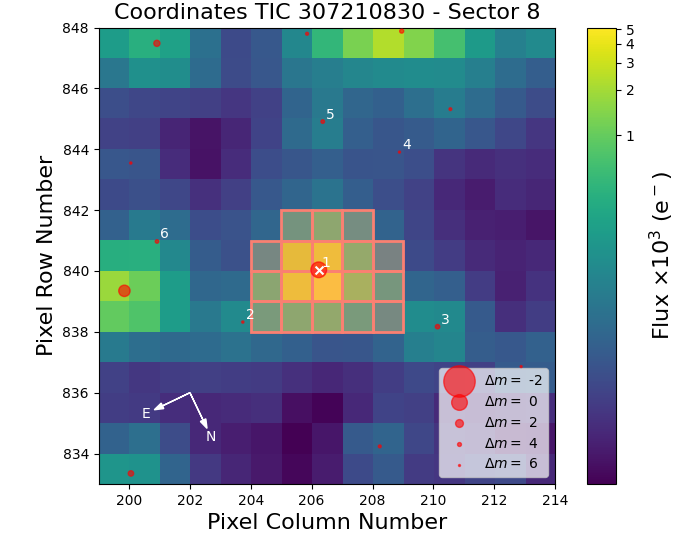 Coordinates TIC 307210830 - Sector 8
848
846
844
842
840
838
836
834
Pixel Row Number
200
202
204
206
208
210
212
214
Pixel Column Number
1
2
3
4
5
6
E
N
Δm = -2
Δm = 0
Δm = 2
Δm = 4
Δm = 6
5
4
3
2
1
Flux ×10³ (e⁻)